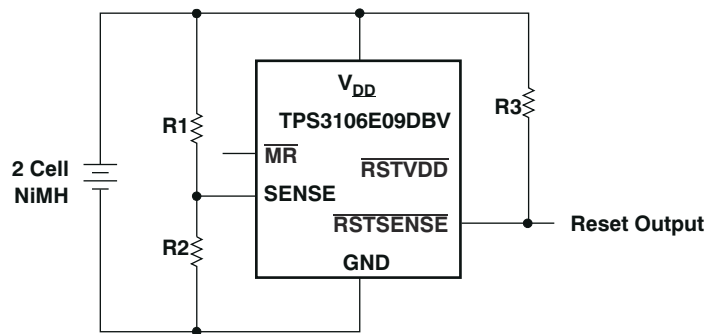 V_DD
R1
TPS3106E09DBV
R3
MR
RSTVDD
2 Cell
NiMH
SENSE
RSTSENSE
Reset Output
R2
GND